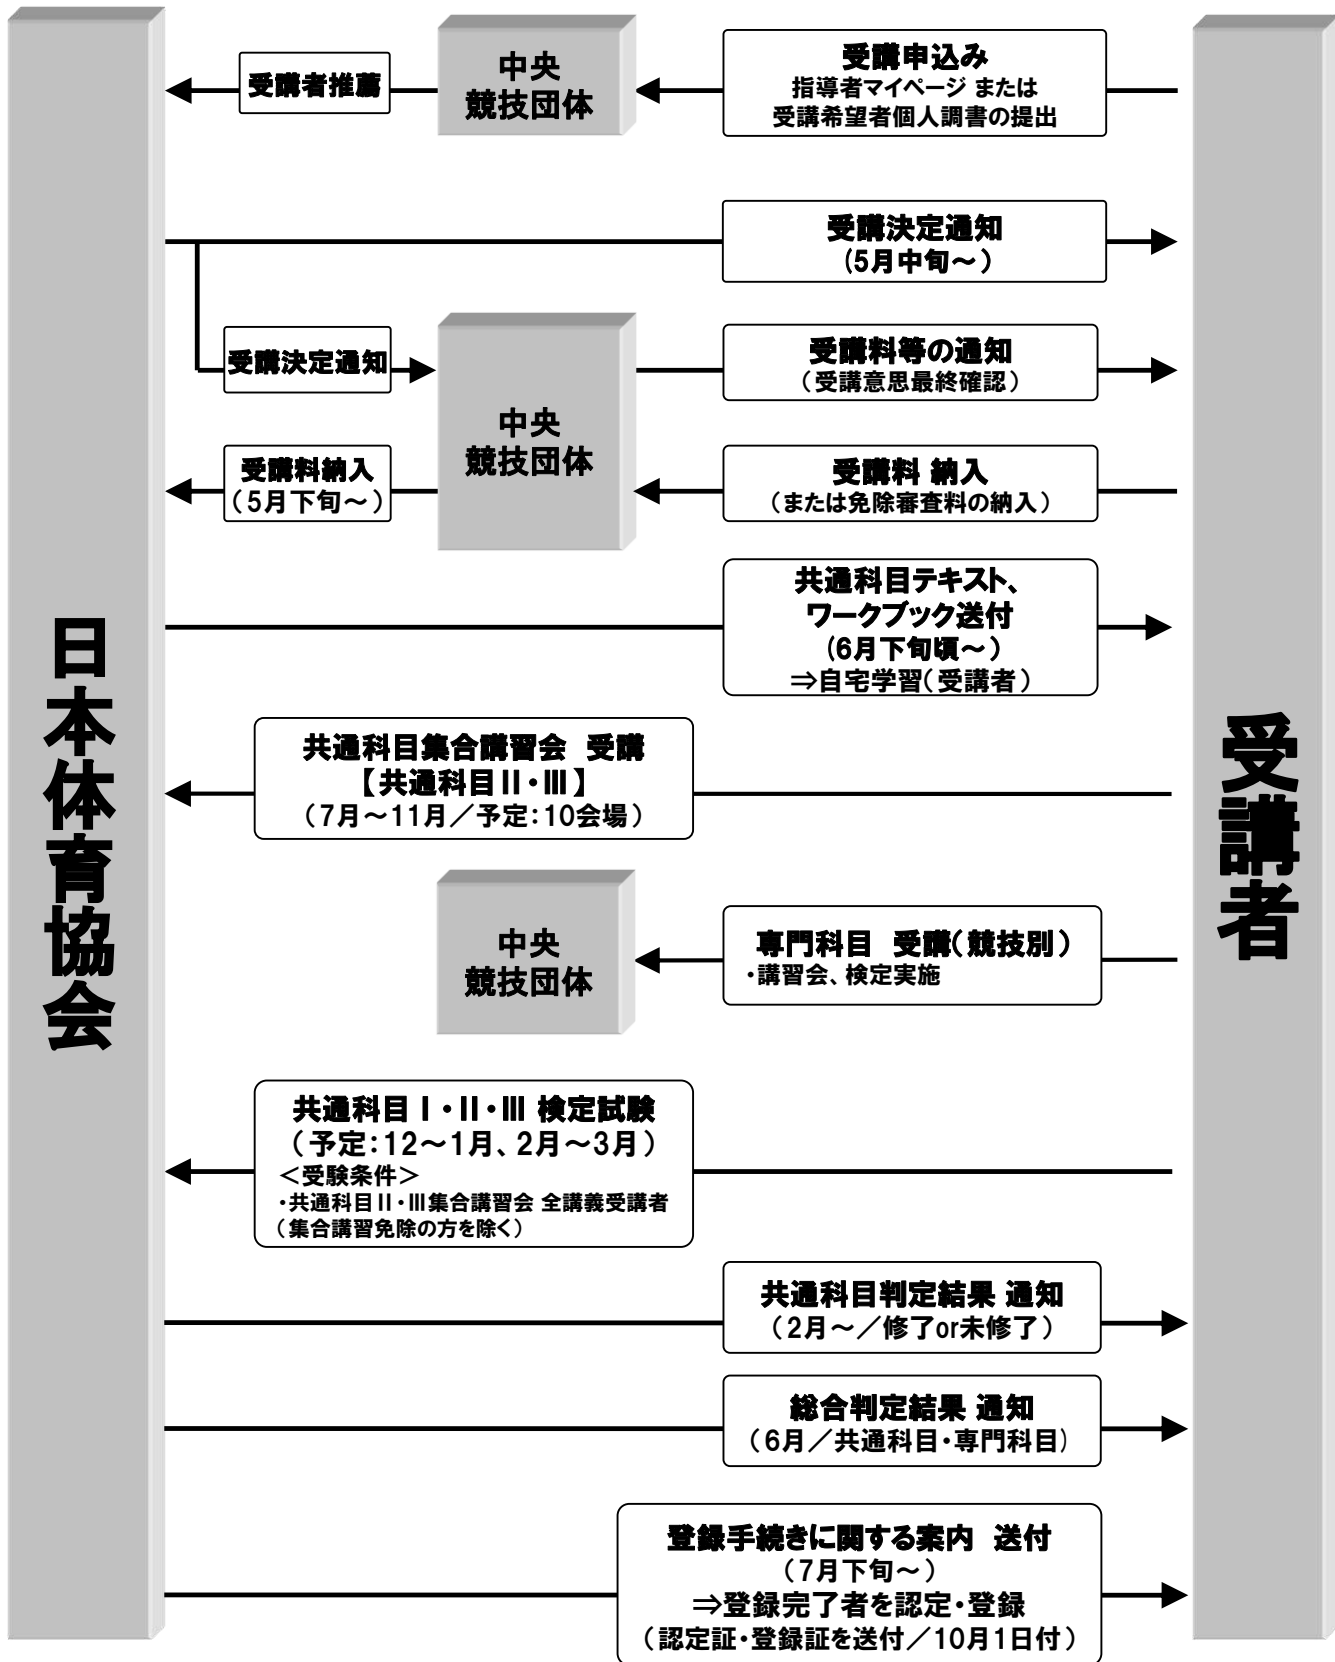 日本体育協会
受講者
受講者推薦
中央
競技団体
受講申込み
指導者マイページ または
受講希望者個人調書の提出
受講決定通知
(5月中旬～)
受講決定通知
中央
競技団体
受講料等の通知
(受講意思最終確認)
受講料納入
(5月下旬～)
受講料 納入
(または免除審査料の納入)
共通科目テキスト、
ワークブック送付
(6月下旬頃～)
⇒自宅学習(受講者)
共通科目集合講習会　受講
【共通科目Ⅱ・Ⅲ】
(7月～11月／予定：10会場)
中央
競技団体
専門科目　受講(競技別)
・講習会、検定実施
共通科目Ⅰ・Ⅱ・Ⅲ 検定試験
(予定：12～1月、2月～3月)
＜受験条件＞
・共通科目Ⅱ・Ⅲ集合講習会 全講義受講者
(集合講習免除の方を除く)
共通科目判定結果 通知
(2月～／修了or未修了)
総合判定結果 通知
(6月／共通科目・専門科目)
登録手続きに関する案内　送付
(7月下旬～)
⇒登録完了者を認定・登録
(認定証・登録証を送付／10月1日付)